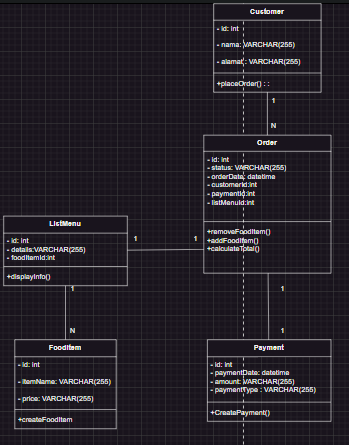 Customer
- id: int
- nama: VARCHAR(255)
- alamat : VARCHAR(255)
+placeOrder() : :
1
N
Order
- id: int
- status: VARCHAR(255)
- orderDate: datetime
- customerId:int
- paymentId:int
- listMenuId:int
+removeFoodItem()
+addFoodItem()
+calculateTotal()
ListMenu
- id: int
- details:VARCHAR(255)
- foodItemId:int
+displayInfo()
1
1
1
N
1
1
FoodItem
- id: int
- itemName: VARCHAR(255)
- price: VARCHAR(255)
+createFoodItem
Payment
- id: int
- paymentDate: datetime
- amount: VARCHAR(255)
- paymentType : VARCHAR(255)
+CreatePayment()